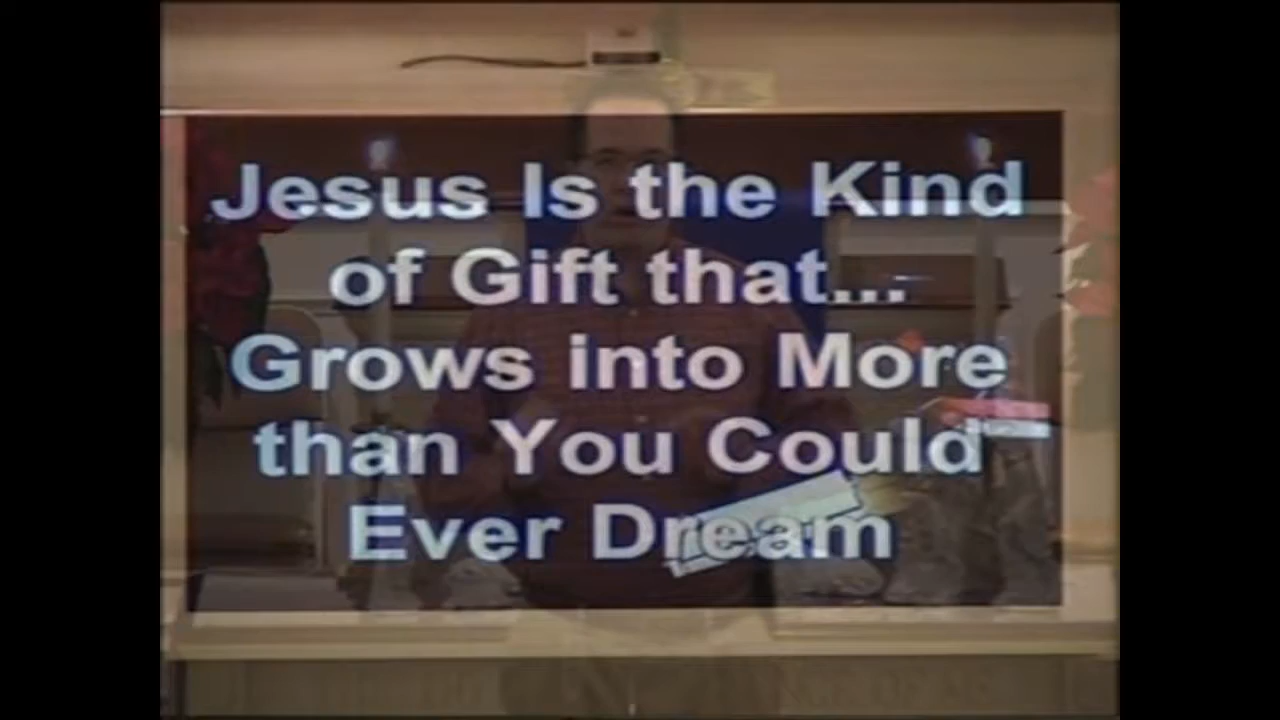 Jesus Is the Kind
of Gift that...
Grows into More
than You Could
Ever Dream